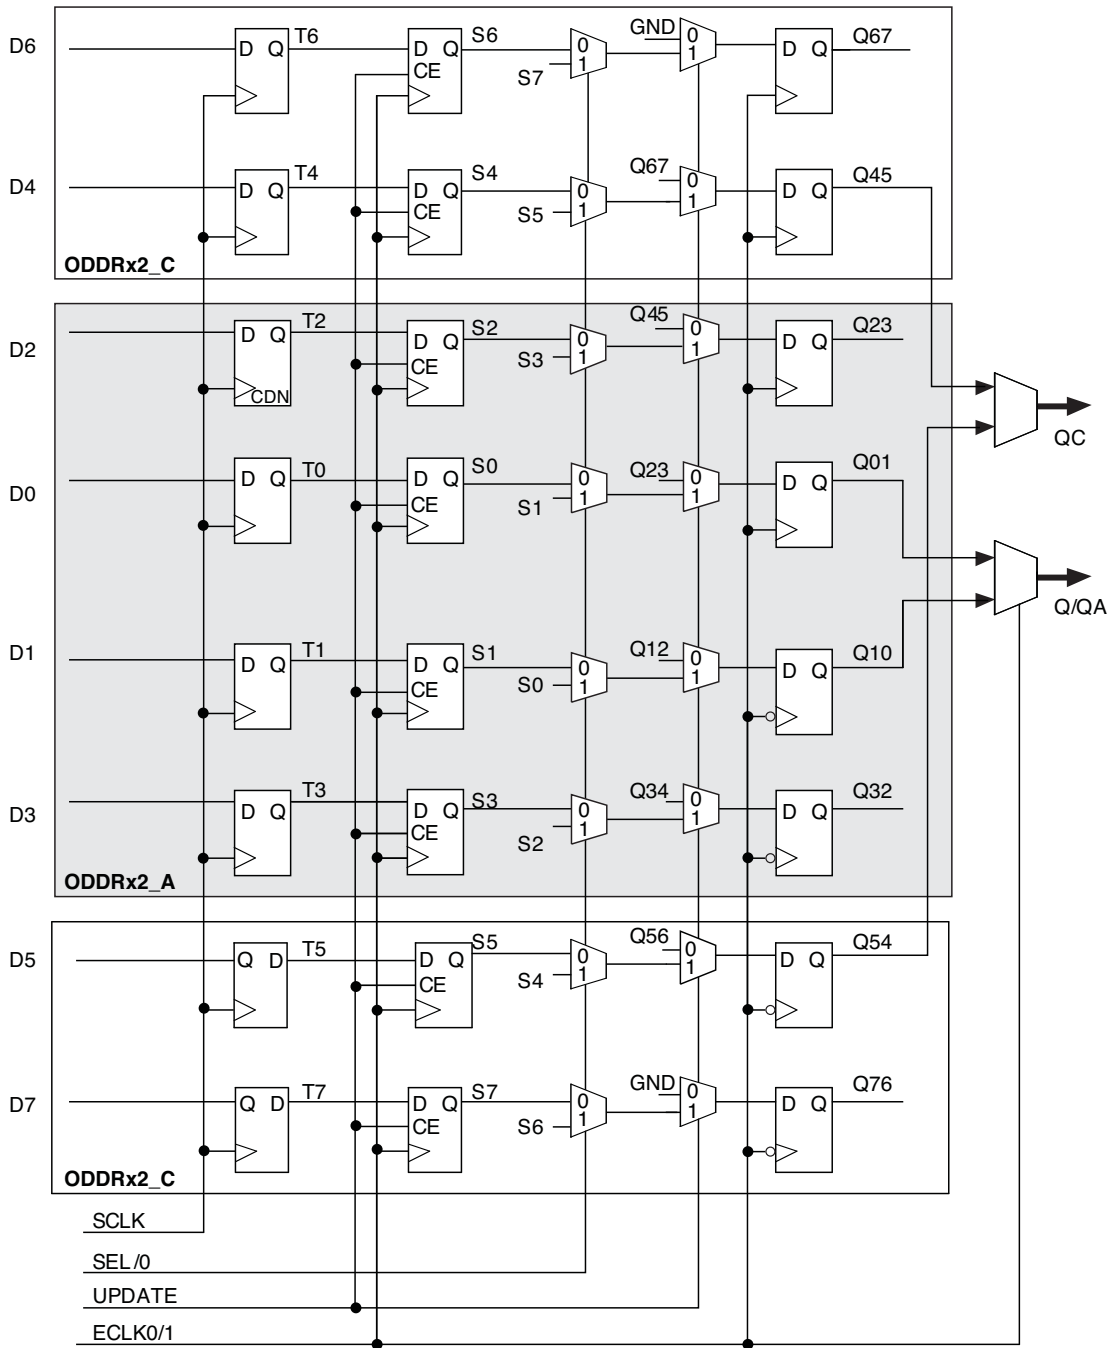 D6 D Q T6 D Q CE S6 0 1 S7 GND 0 1 D Q Q67
D4 D Q T4 D Q CE S4 0 1 S5 Q67 0 1 D Q Q45
ODDRx2_C
D2 D Q CDN T2 D Q CE S2 0 1 S3 Q45 0 1 D Q Q23
QC
D0 D Q T0 D Q CE S0 0 1 S1 Q23 0 1 D Q Q01
Q/QA
D1 D Q T1 D Q CE S1 0 1 S0 Q12 0 1 D Q Q10
D3 D Q T3 D Q CE S3 0 1 S2 Q34 0 1 D Q Q32
ODDRx2_A
D5 Q D T5 D Q CE S5 0 1 S4 Q56 0 1 D Q Q54
D7 Q D T7 D Q CE S7 0 1 S6 GND 0 1 D Q Q76
ODDRx2_C
SCLK
SEL/0
UPDATE
ECLK0/1